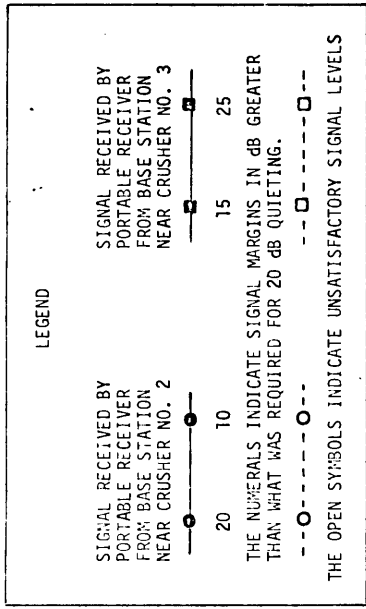 LEGEND
SIGNAL RECEIVED BY
PORTABLE RECEIVER
FROM BASE STATION
NEAR CRUSHER NO. 2
20 10
SIGNAL RECEIVED BY
PORTABLE RECEIVER
FROM BASE STATION
NEAR CRUSHER NO. 3
15 25
THE NUMERALS INDICATE SIGNAL MARGINS IN dB GREATER
THAN WHAT WAS REQUIRED FOR 20 dB QUIETING.
THE OPEN SYMBOLS INDICATE UNSATISFACTORY SIGNAL LEVELS